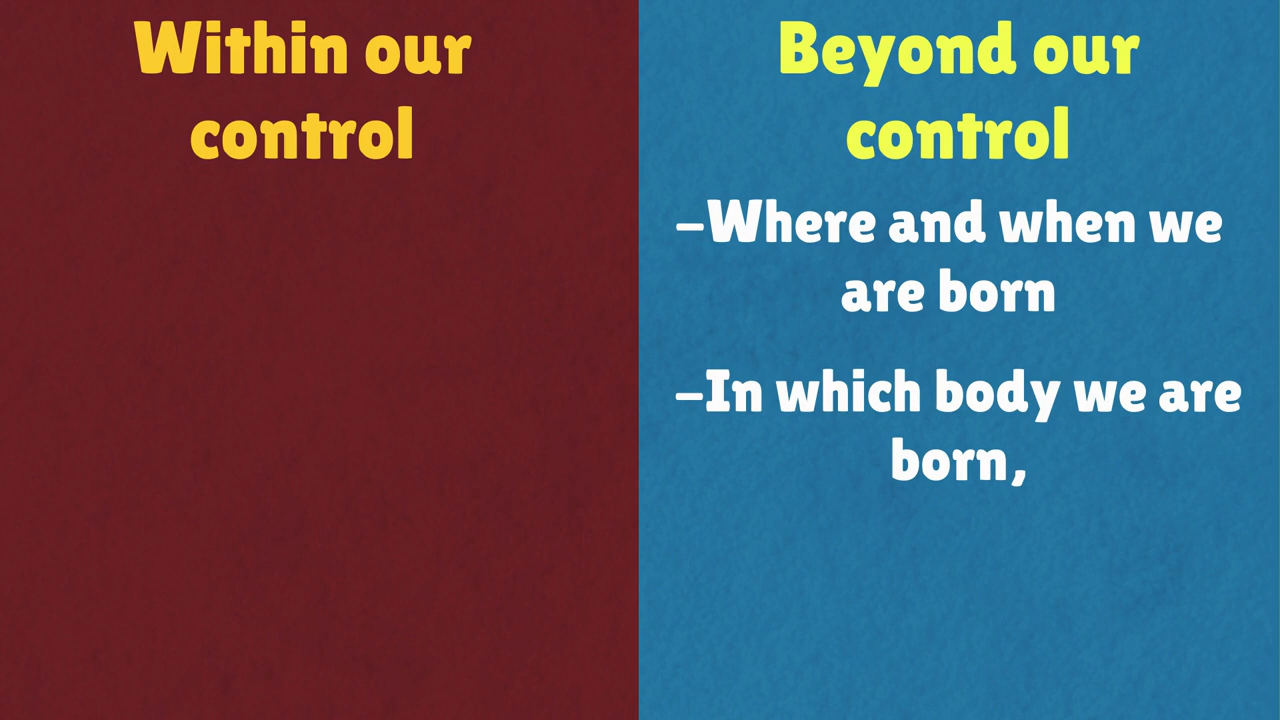 Within our
control
Beyond our
control
–Where and when we
are born
–In which body we are
born,